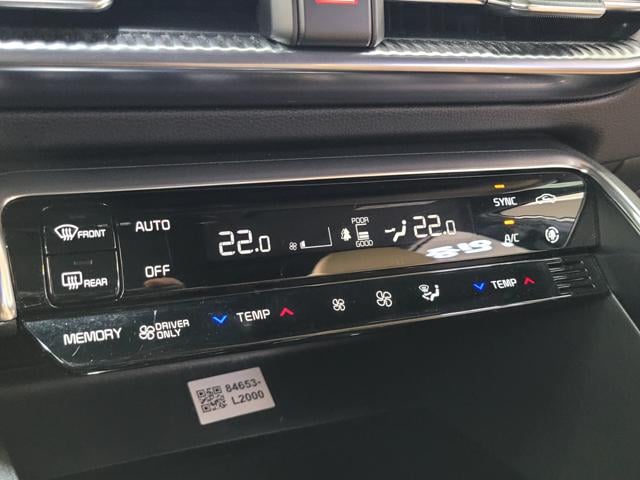 FRONT
AUTO
REAR
OFF
22.0
POOR
GOOD
22.0
SYNC
A/C
MEMORY
DRIVER
ONLY
TEMP
TEMP
84653-
L2000